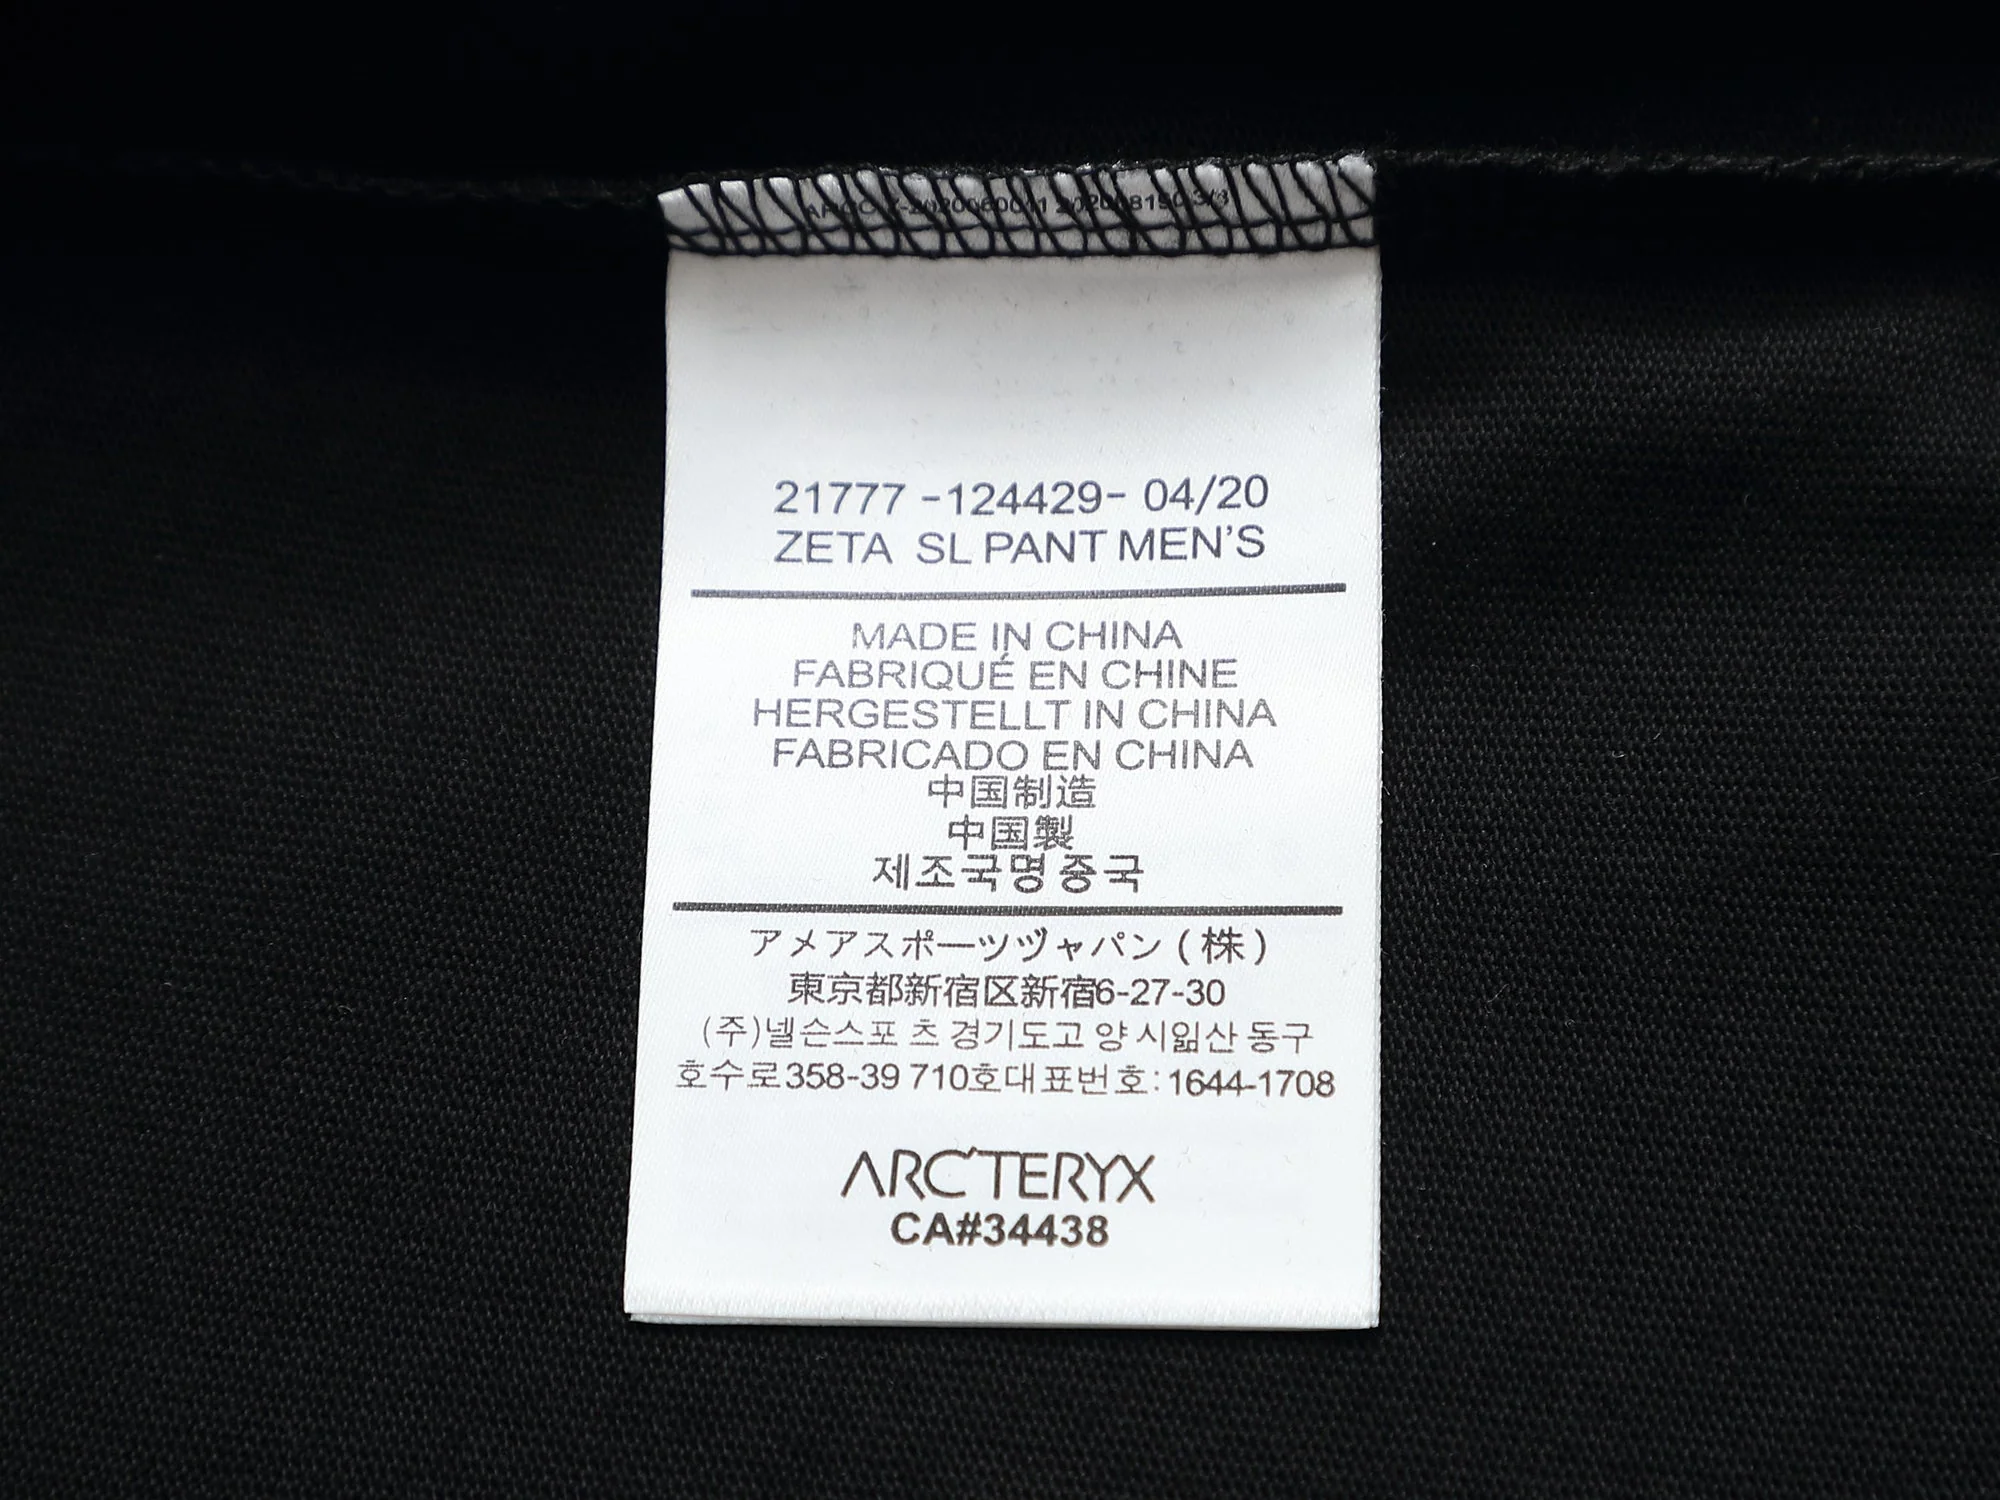 21777 -124429- 04/20
ZETA SL PANT MEN'S
MADE IN CHINA
FABRIQUÉ EN CHINE
HERGESTELLT IN CHINA
FABRICADO EN CHINA
中国制造
中国製
제조국명 중국
アメアスポーツヅャパン(株)
東京都新宿区新宿6-27-30
(주)넬슨스포 츠 경기도고 양 시잃산 동구
호수로358-39 710호대표번호:1644-1708
ARC'TERYX
CA#34438